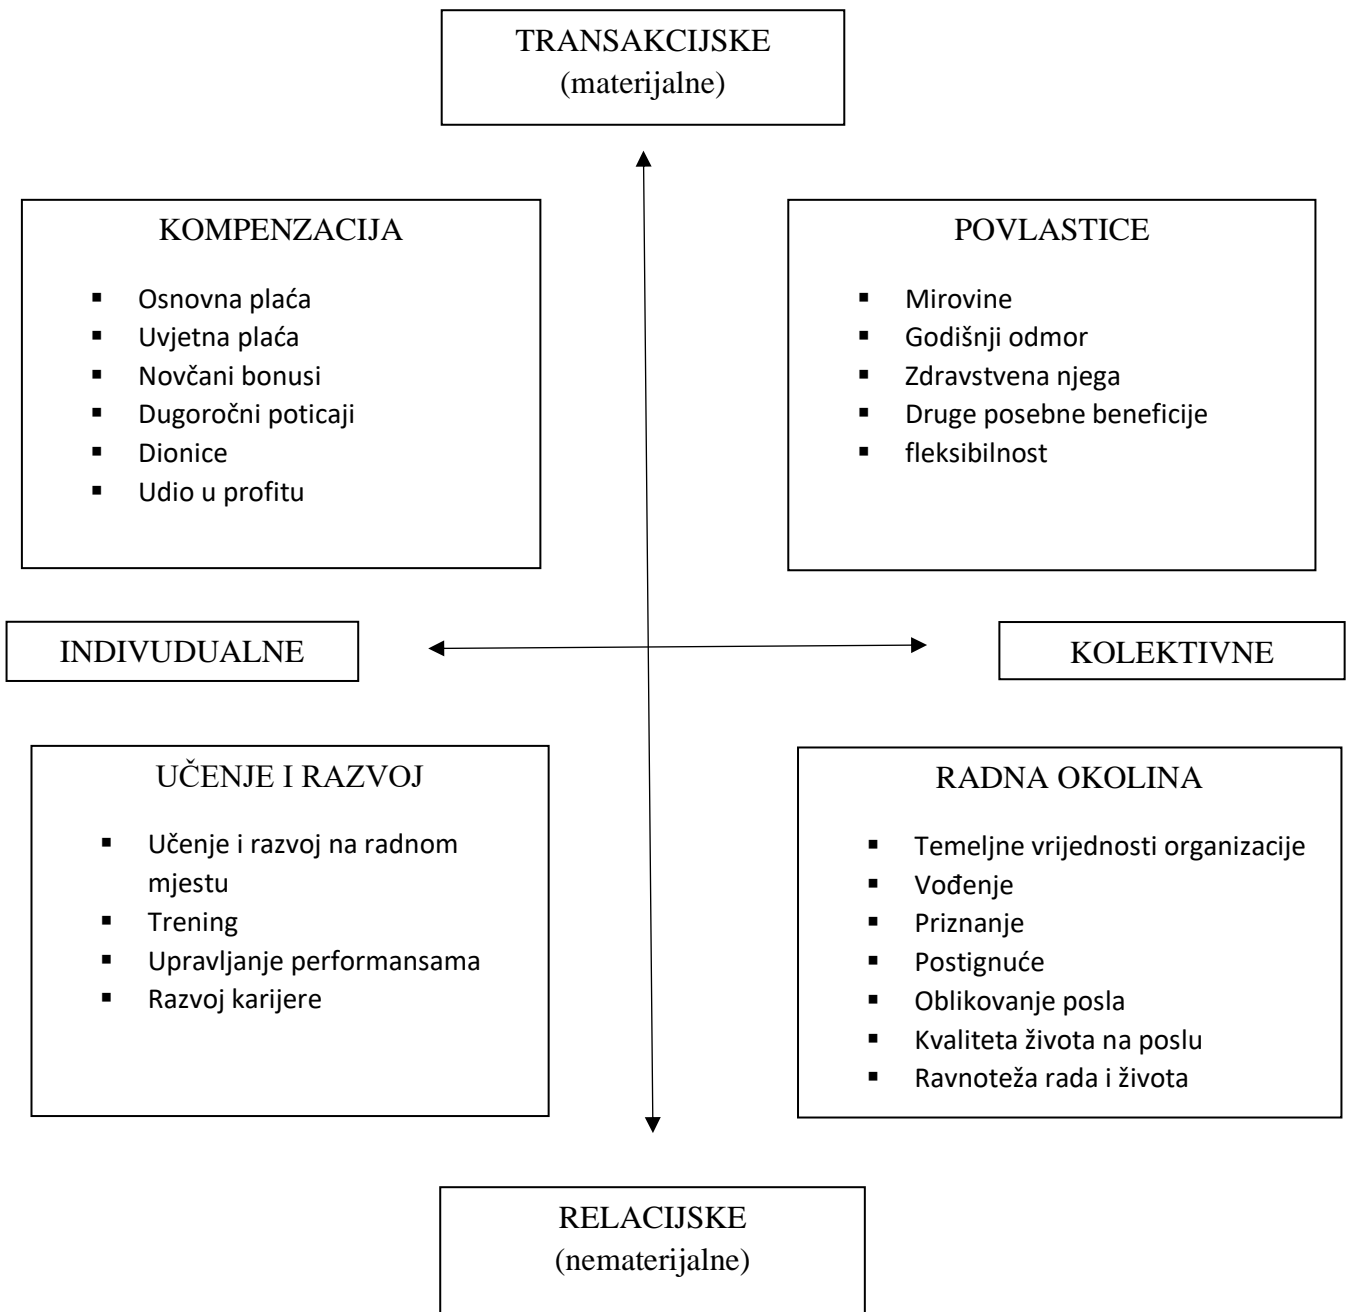 TRANSAKCIJSKE
(materijalne)
KOMPENZACIJA
▪ Osnovna plaća
▪ Uvjetna plaća
▪ Novčani bonusi
▪ Dugoročni poticaji
▪ Dionice
▪ Udio u profitu
POVLASTICE
▪ Mirovine
▪ Godišnji odmor
▪ Zdravstvena njega
▪ Druge posebne beneficije
▪ fleksibilnost
INDIVUDUALNE
KOLEKTIVNE
UČENJE I RAZVOJ
▪ Učenje i razvoj na radnom
mjestu
▪ Trening
▪ Upravljanje performansama
▪ Razvoj karijere
RADNA OKOLINA
▪ Temeljne vrijednosti organizacije
▪ Vođenje
▪ Priznanje
▪ Postignuće
▪ Oblikovanje posla
▪ Kvaliteta života na poslu
▪ Ravnoteža rada i života
RELACIJSKE
(nematerijalne)